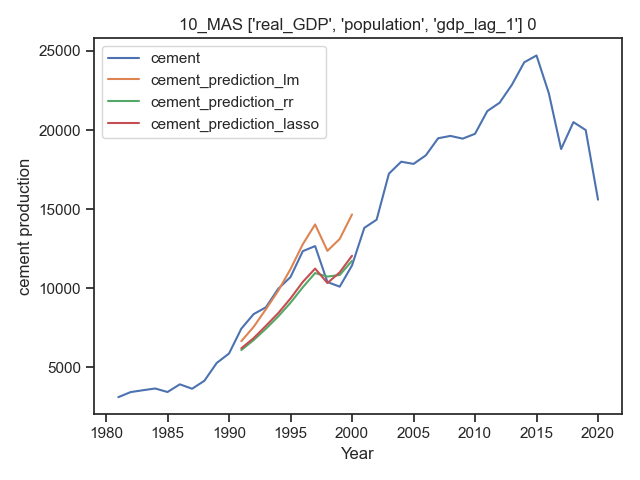 10_MAS ['real_GDP', 'population', 'gdp_lag_1'] 0
cement
cement_prediction_lm
cement_prediction_rr
cement_prediction_lasso
cement production
25000
20000
15000
10000
5000
1980 1985 1990 1995 2000 2005 2010 2015 2020
Year